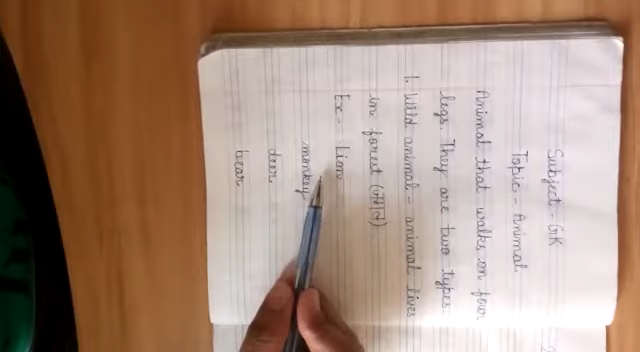 Subject - GK
Topic - Animal
Animal that walks on four
legs. They are two types.
1. Wild animal - animal lives
in forest (जंगल)
Ex - Lion
monkey
deer
bear